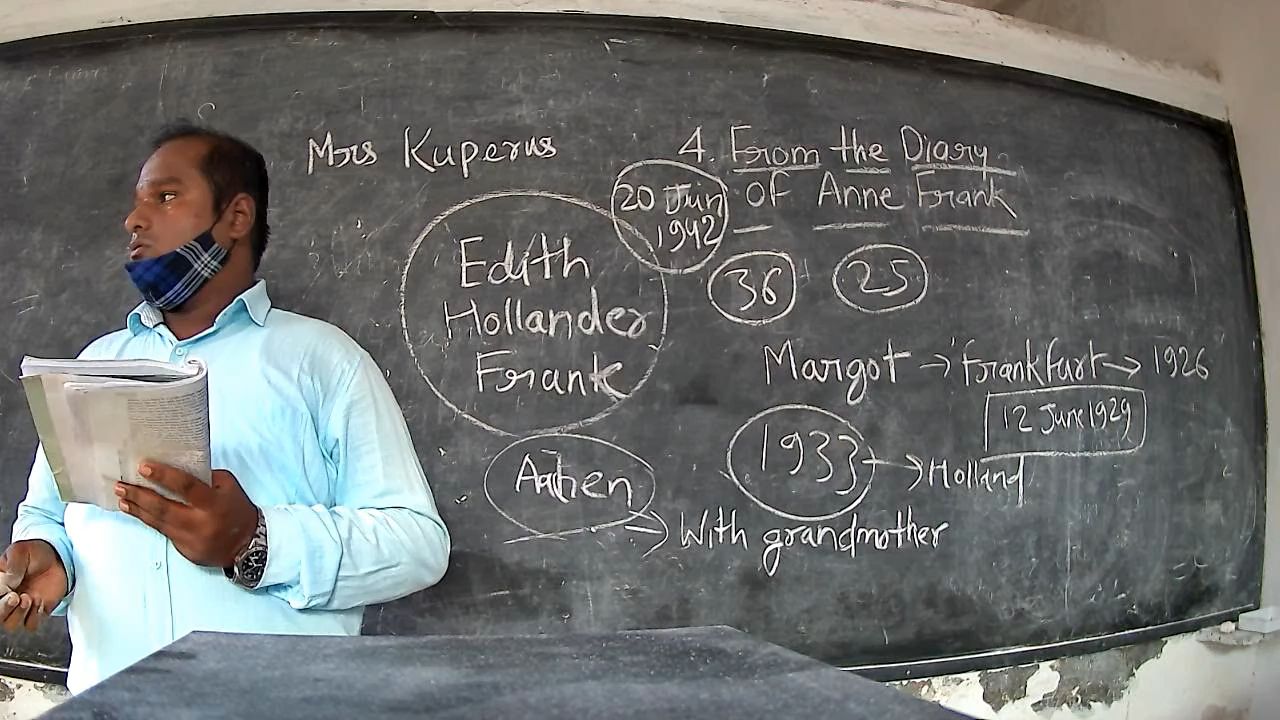 Mrs Kuperus
4. From the Diary
of Anne Frank
20 Jun
1942
36
25
Edith
Hollander
Frank
Margot → Frankfurt → 1926
12 June 1929
1933 → Holland
Aahen
→ With grandmother